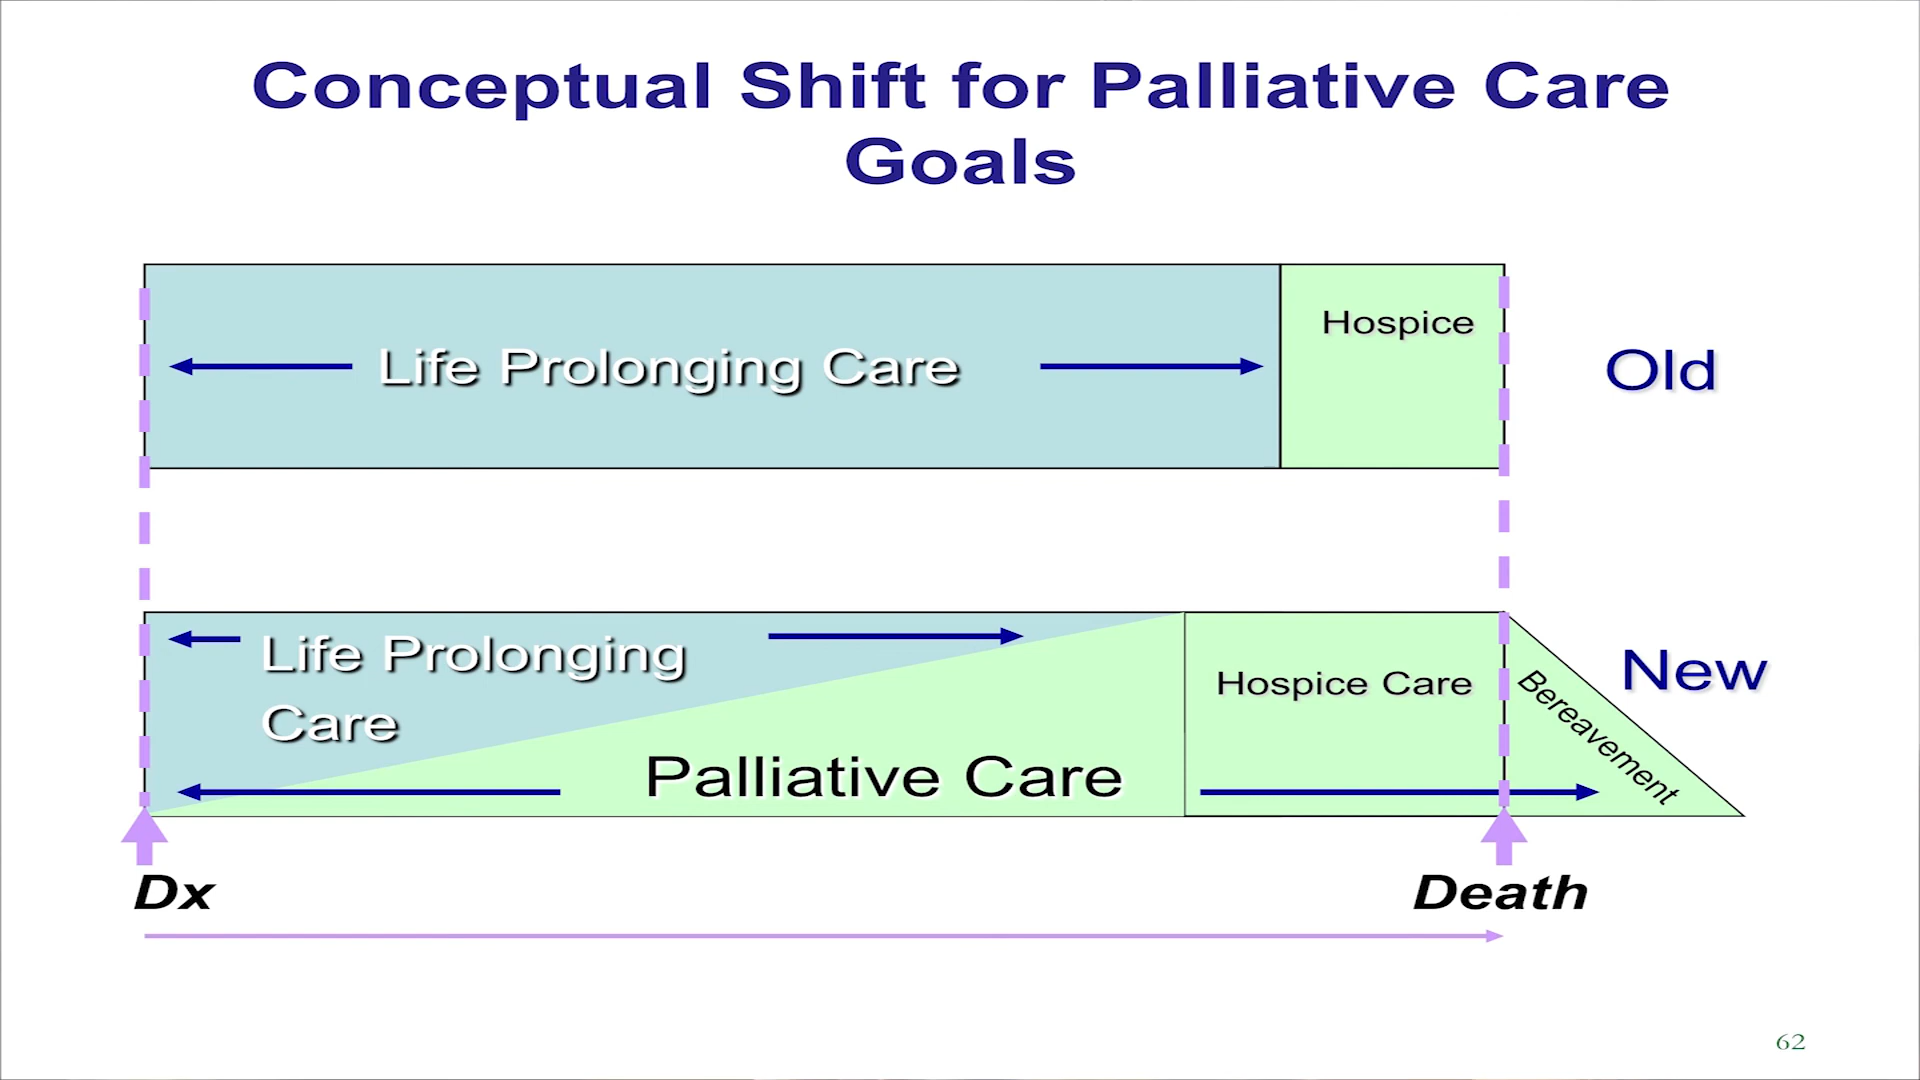 Conceptual Shift for Palliative Care
Goals
Life Prolonging Care
Hospice
Old
Life Prolonging
Care
Palliative Care
Hospice Care
Bereavement
New
Dx
Death
62